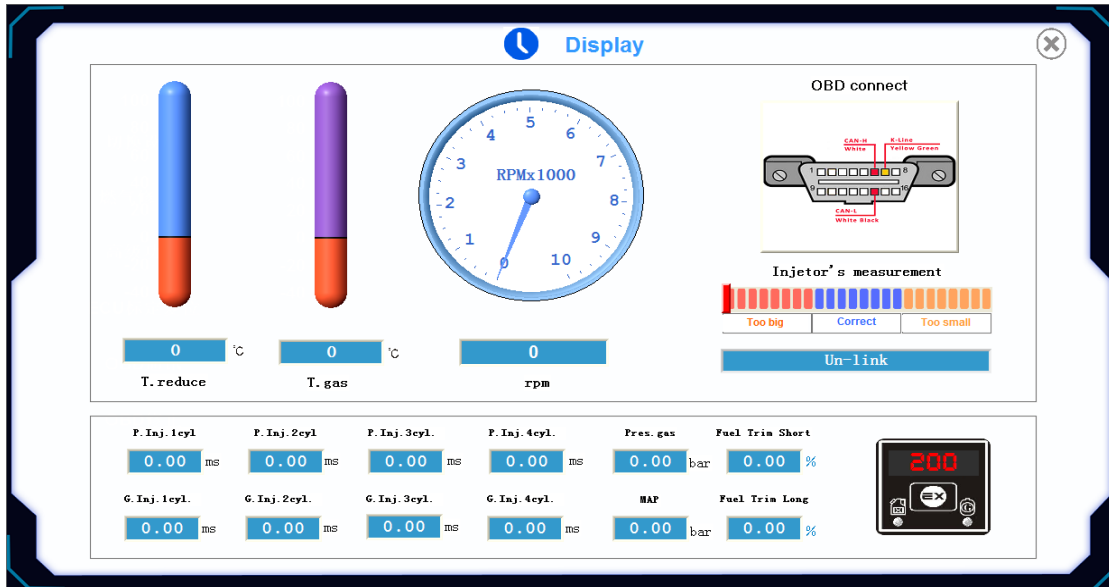 Display
OBD connect
CAN-H
White
K-Line
Yellow Green
1 8
9 16
CAN-L
White Black
0 1 2 3 4 5 6 7 8 9 10
RPMx1000
Injetor's measurement
Too big Correct Too small
Un-link
0 ℃
T.reduce
0 ℃
T.gas
0
rpm
P.Inj.1cyl P.Inj.2cyl P.Inj.3cyl. P.Inj.4cyl. Pres.gas Fuel Trim Short
0.00 ms 0.00 ms 0.00 ms 0.00 ms 0.00 bar 0.00 %
G.Inj.1cyl. G.Inj.2cyl. G.Inj.3cyl. G.Inj.4cyl. MAP Fuel Trim Long
0.00 ms 0.00 ms 0.00 ms 0.00 ms 0.00 bar 0.00 %
200
EX
G